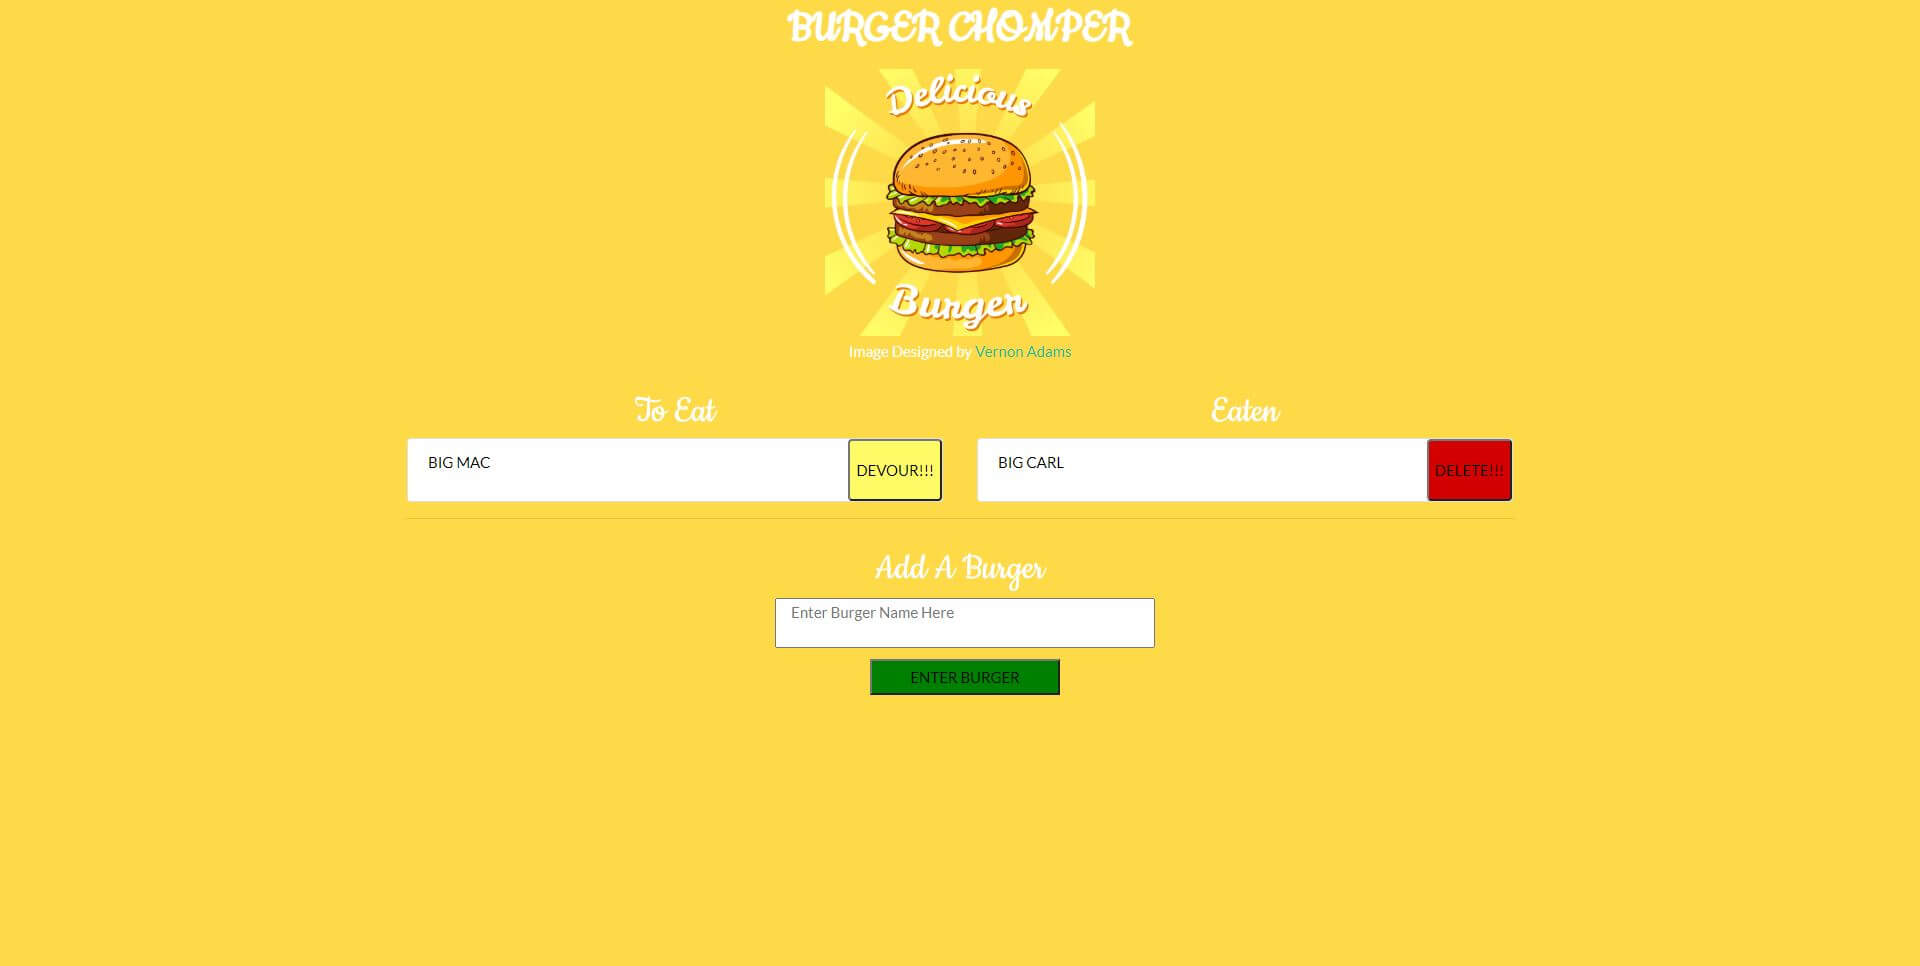 BURGER CHOMPER
Delicious
Burger
Image Designed by Vernon Adams
To Eat
Eaten
BIG MAC
DEVOUR!!!
BIG CARL
DELETE!!!
Add A Burger
Enter Burger Name Here
ENTER BURGER